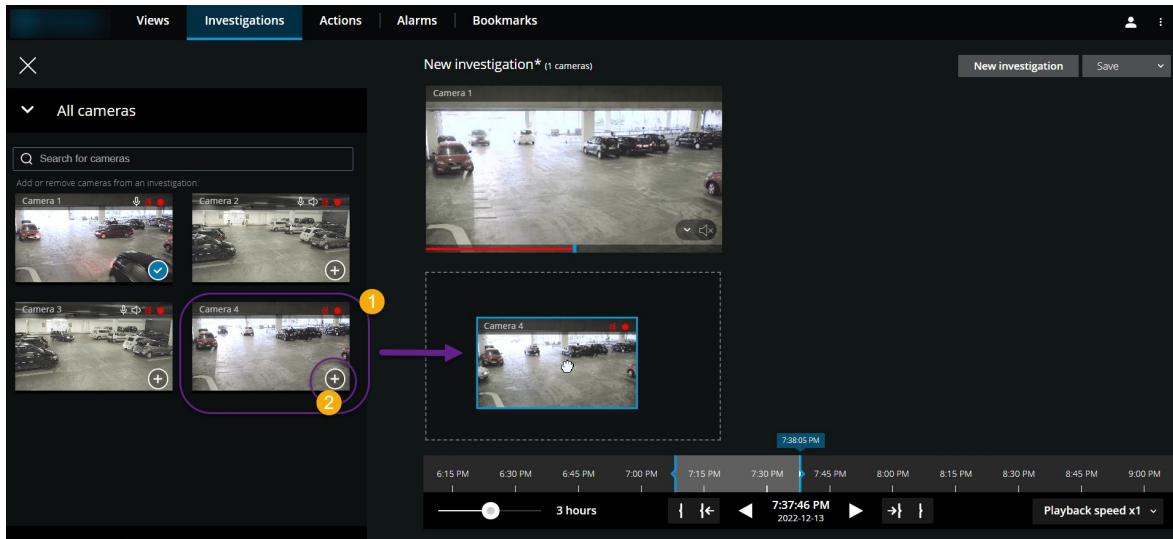 Views Investigations Actions Alarms Bookmarks
New investigation* (1 cameras)
New investigation Save
All cameras
Search for cameras
Add or remove cameras from an investigation.
Camera 1
Camera 2
Camera 3
Camera 4
1
2
Camera 1
Camera 4
7:38:05 PM
6:15 PM 6:30 PM 6:45 PM 7:00 PM 7:15 PM 7:30 PM 7:45 PM 8:00 PM 8:15 PM 8:30 PM 8:45 PM 9:00 PM
3 hours
7:37:46 PM
2022-12-13
Playback speed x1